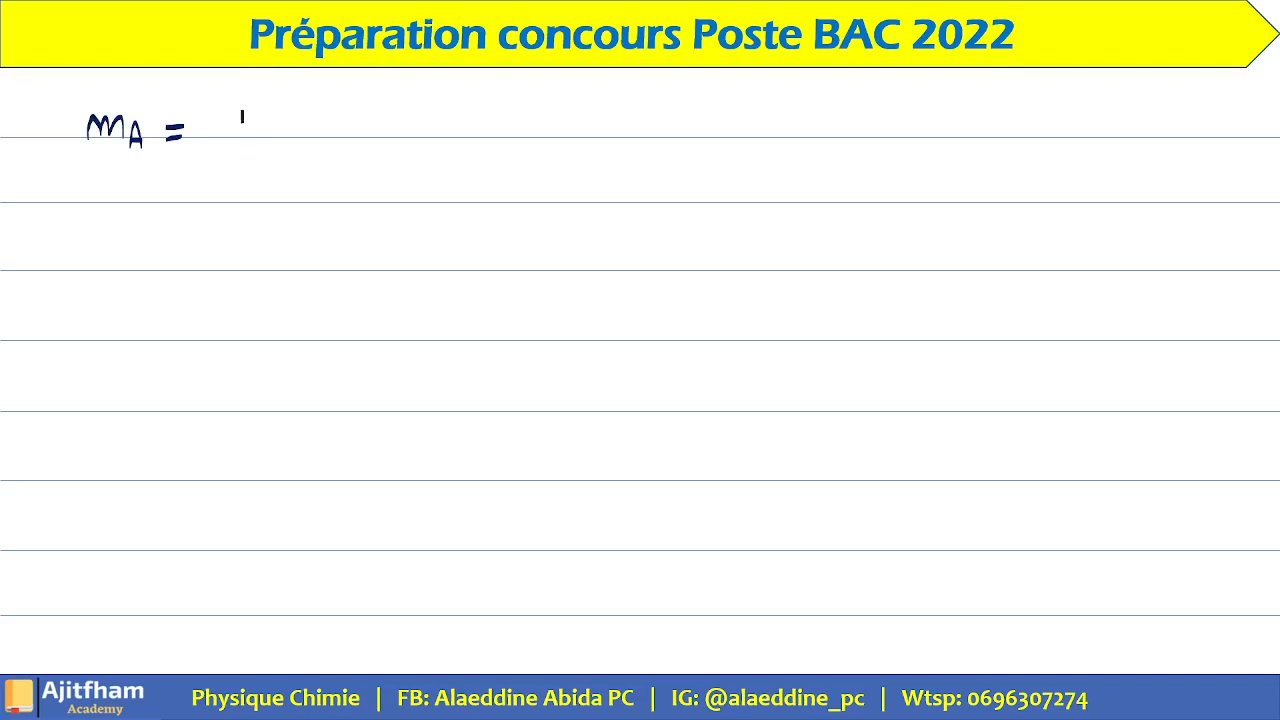 Préparation concours Poste BAC 2022
mA =
Ajitfham
Academy
Physique Chimie | FB: Alaeddine Abida PC | IG: @alaeddine_pc | Wtsp: 0696307274